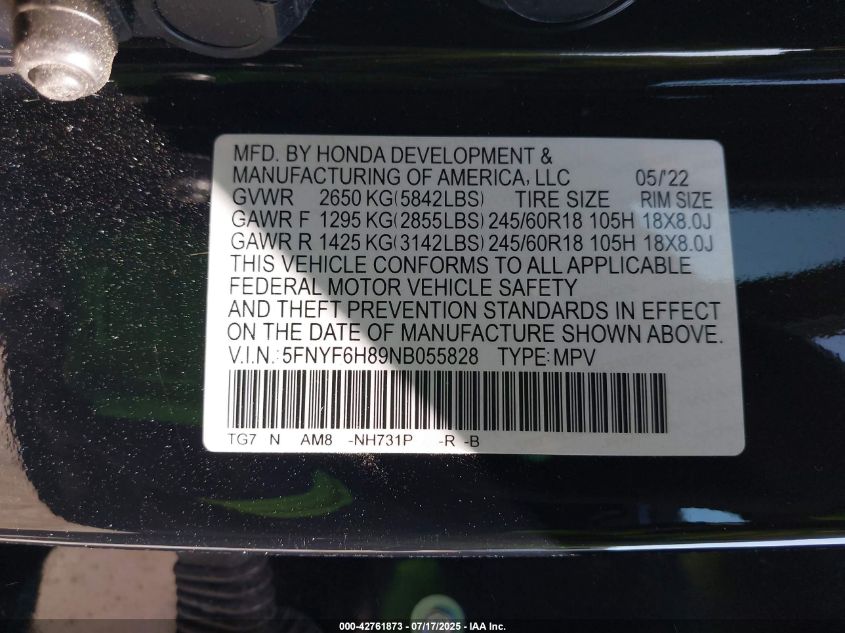 MFD. BY HONDA DEVELOPMENT &
MANUFACTURING OF AMERICA, LLC 05/'22
GVWR 2650 KG(5842LBS) TIRE SIZE RIM SIZE
GAWR F 1295 KG(2855LBS) 245/60R18 105H 18X8.0J
GAWR R 1425 KG(3142LBS) 245/60R18 105H 18X8.0J
THIS VEHICLE CONFORMS TO ALL APPLICABLE
FEDERAL MOTOR VEHICLE SAFETY
AND THEFT PREVENTION STANDARDS IN EFFECT
ON THE DATE OF MANUFACTURE SHOWN ABOVE.
V.I.N.: 5FNYF6H89NB055828 TYPE: MPV
TG7 N AM8 -NH731P -R -B
000-42761873 - 07/17/2025 - IAA Inc.